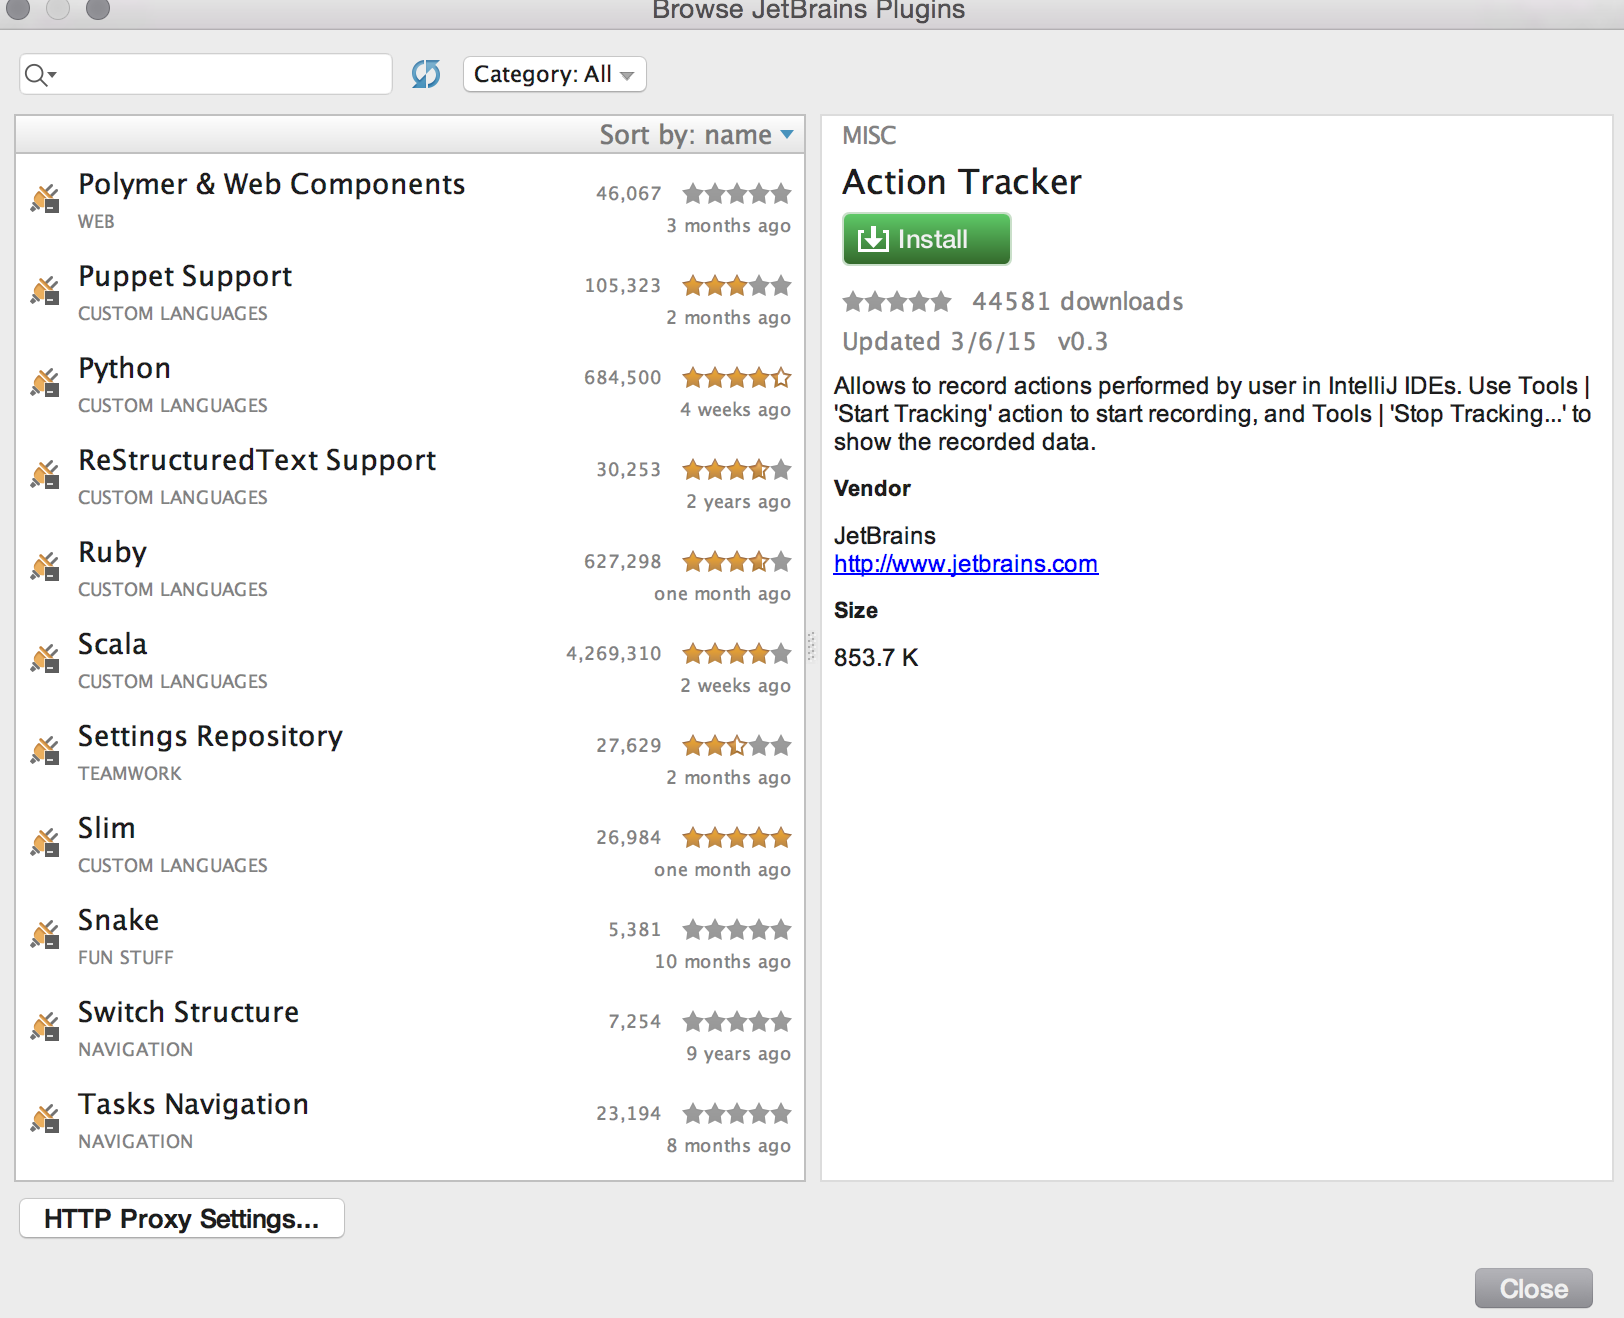 Browse JetBrains Plugins
Category: All
Sort by: name
Polymer & Web Components
46,067
WEB
3 months ago
Puppet Support
105,323
CUSTOM LANGUAGES
2 months ago
Python
684,500
CUSTOM LANGUAGES
4 weeks ago
ReStructuredText Support
30,253
CUSTOM LANGUAGES
2 years ago
Ruby
627,298
CUSTOM LANGUAGES
one month ago
Scala
4,269,310
CUSTOM LANGUAGES
2 weeks ago
Settings Repository
27,629
TEAMWORK
2 months ago
Slim
26,984
CUSTOM LANGUAGES
one month ago
Snake
5,381
FUN STUFF
10 months ago
Switch Structure
7,254
NAVIGATION
9 years ago
Tasks Navigation
23,194
NAVIGATION
8 months ago
MISC
Action Tracker
Install
44581 downloads
Updated 3/6/15 v0.3
Allows to record actions performed by user in IntelliJ IDEs. Use Tools |
'Start Tracking' action to start recording, and Tools | 'Stop Tracking...' to
show the recorded data.
Vendor
JetBrains
http://www.jetbrains.com
Size
853.7 K
HTTP Proxy Settings...
Close